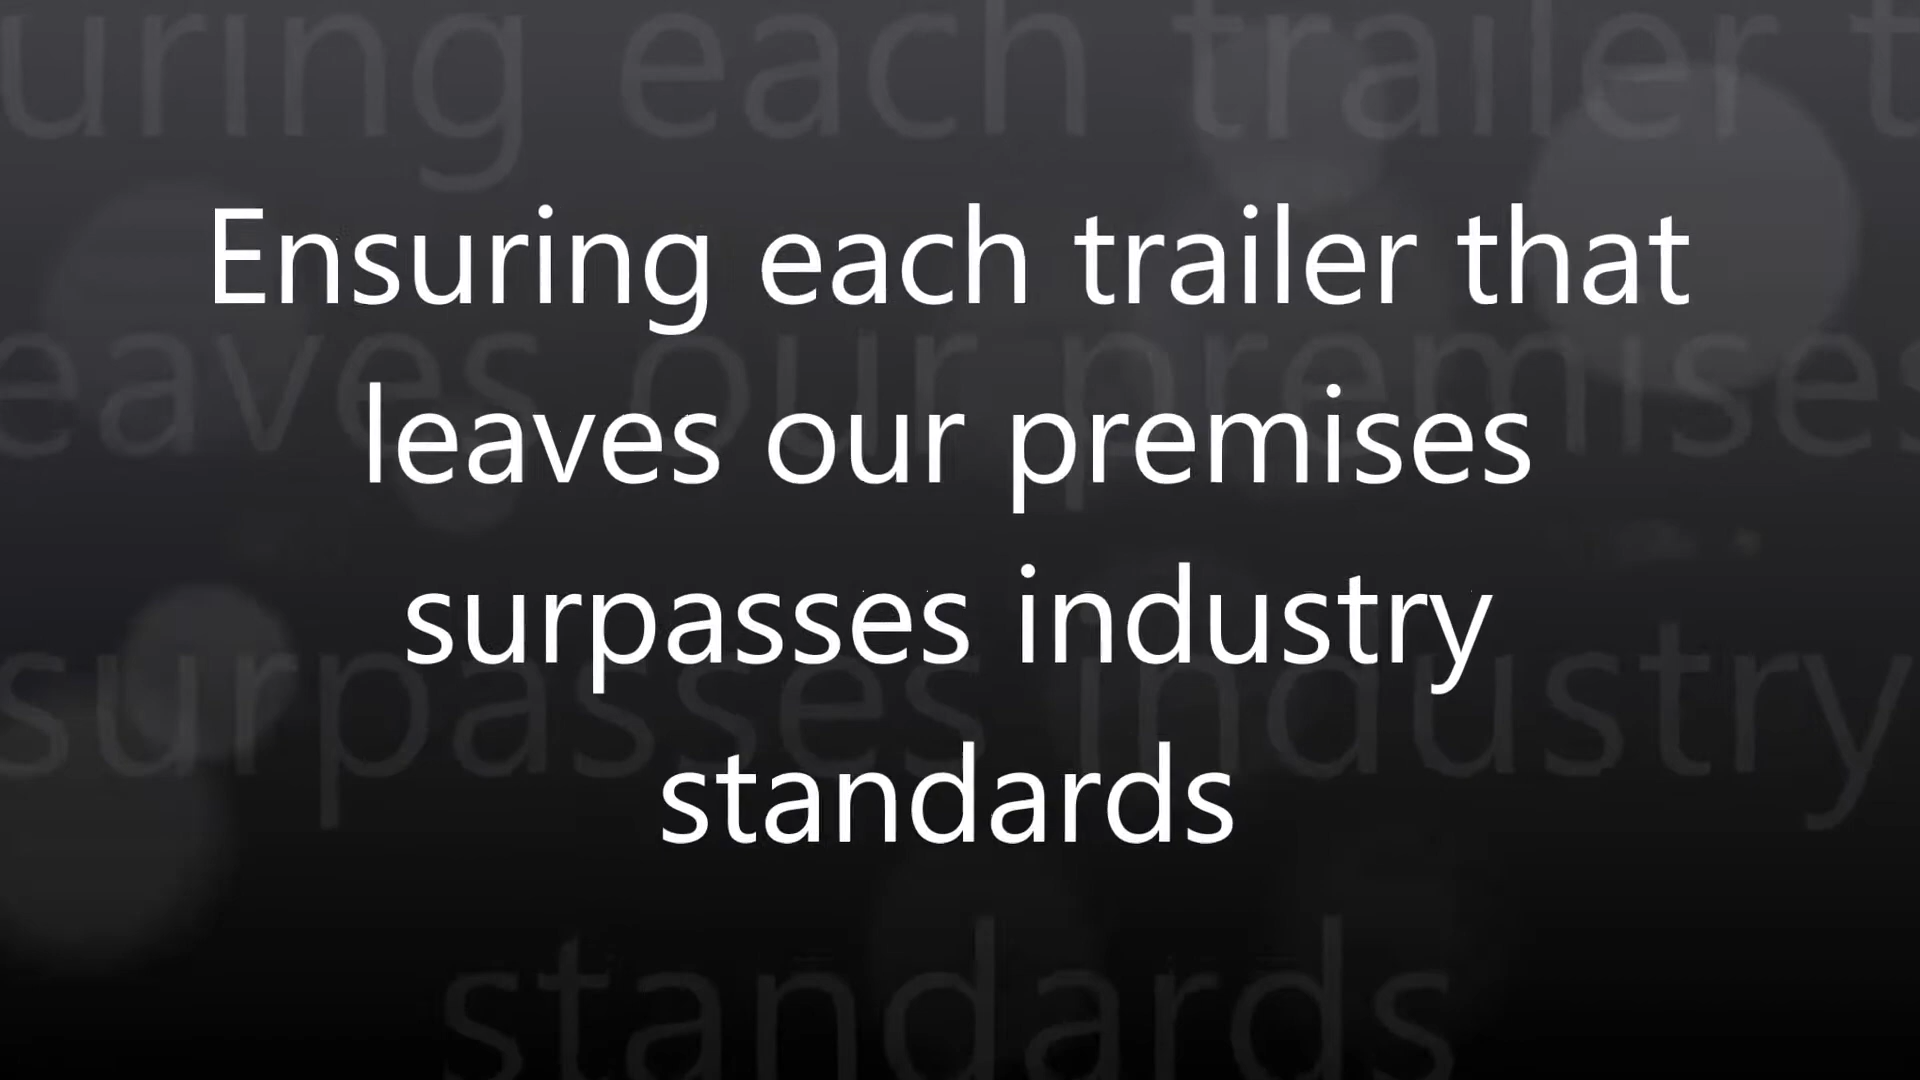 Ensuring each trailer that
leaves our premises
surpasses industry
standards